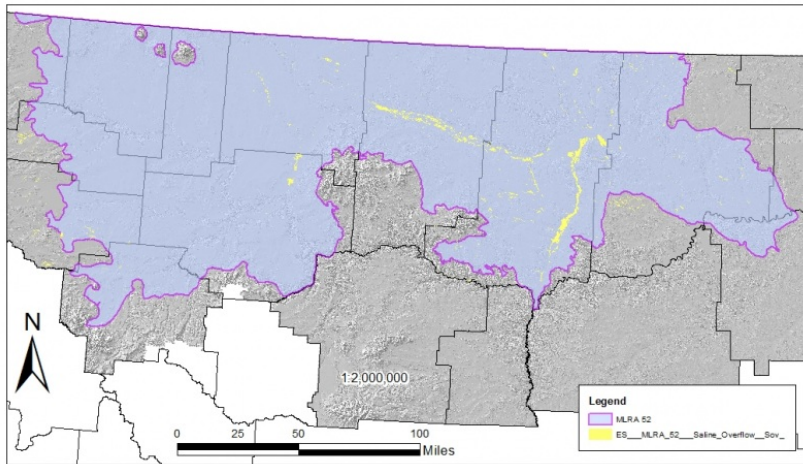 N
1:2,000,000
0 25 50 100
Miles
Legend
MLRA 52
ES___MLRA_52___Saline_Overflow__Sov_